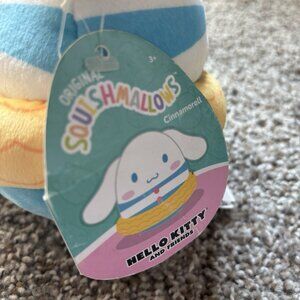 ORIGINAL
SQUISHMALLOWS
3+
Cinnamoroll
HELLO KITTY
AND FRIENDS